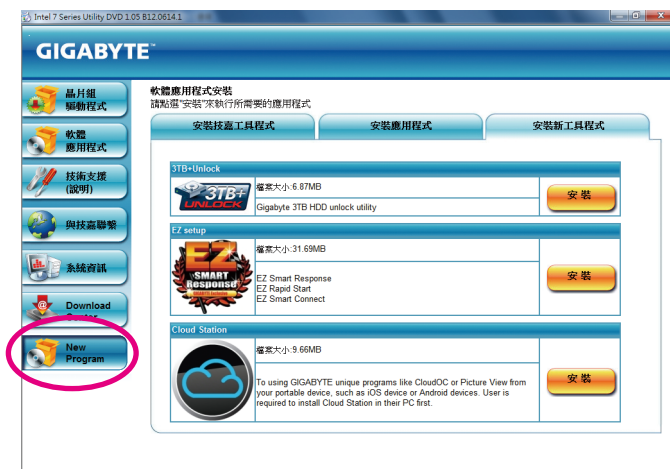 Intel 7 Series Utility DVD 1.05 B12.0614.1
GIGABYTE™
晶片組
驅動程式
軟體
應用程式
技術支援
(說明)
與技嘉聯繫
系統資訊
Download
Center
New
Program
軟體應用程式安裝
請點選"安裝"來執行所需要的應用程式
安裝技嘉工具程式
安裝應用程式
安裝新工具程式
3TB+Unlock
3TB+
UNLOCK
檔案大小:6.87MB
Gigabyte 3TB HDD unlock utility
安裝
EZ setup
EZ
SMART
Response
檔案大小:31.69MB
EZ Smart Response
EZ Rapid Start
EZ Smart Connect
安裝
Cloud Station
檔案大小:9.66MB
To using GIGABYTE unique programs like CloudOC or Picture View from
your portable device, such as iOS device or Android devices. User is
required to install Cloud Station in their PC first.
安裝